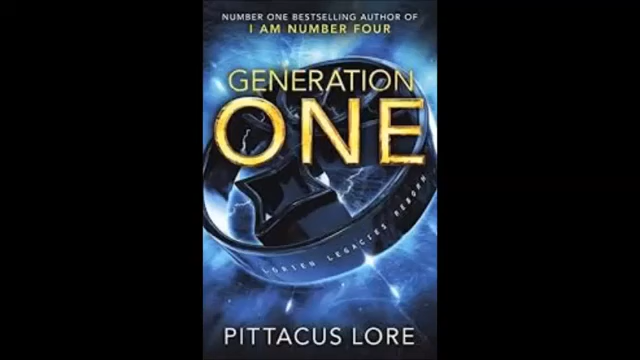 NUMBER ONE BESTSELLING AUTHOR OF
I AM NUMBER FOUR
GENERATION
ONE
LORIEN LEGACIES REBORN
PITTACUS LORE